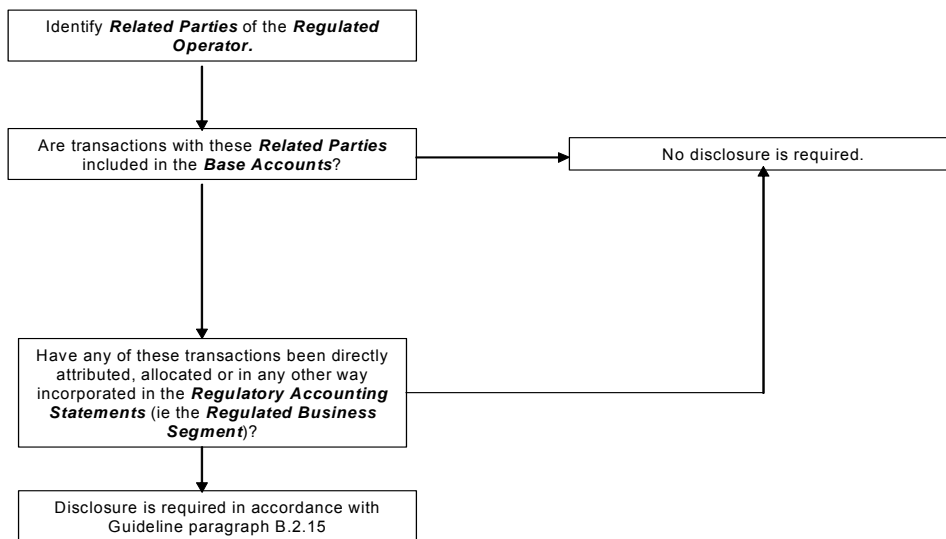 Identify Related Parties of the Regulated
Operator.
Are transactions with these Related Parties
included in the Base Accounts?
No disclosure is required.
Have any of these transactions been directly
attributed, allocated or in any other way
incorporated in the Regulatory Accounting
Statements (ie the Regulated Business
Segment)?
Disclosure is required in accordance with
Guideline paragraph B.2.15